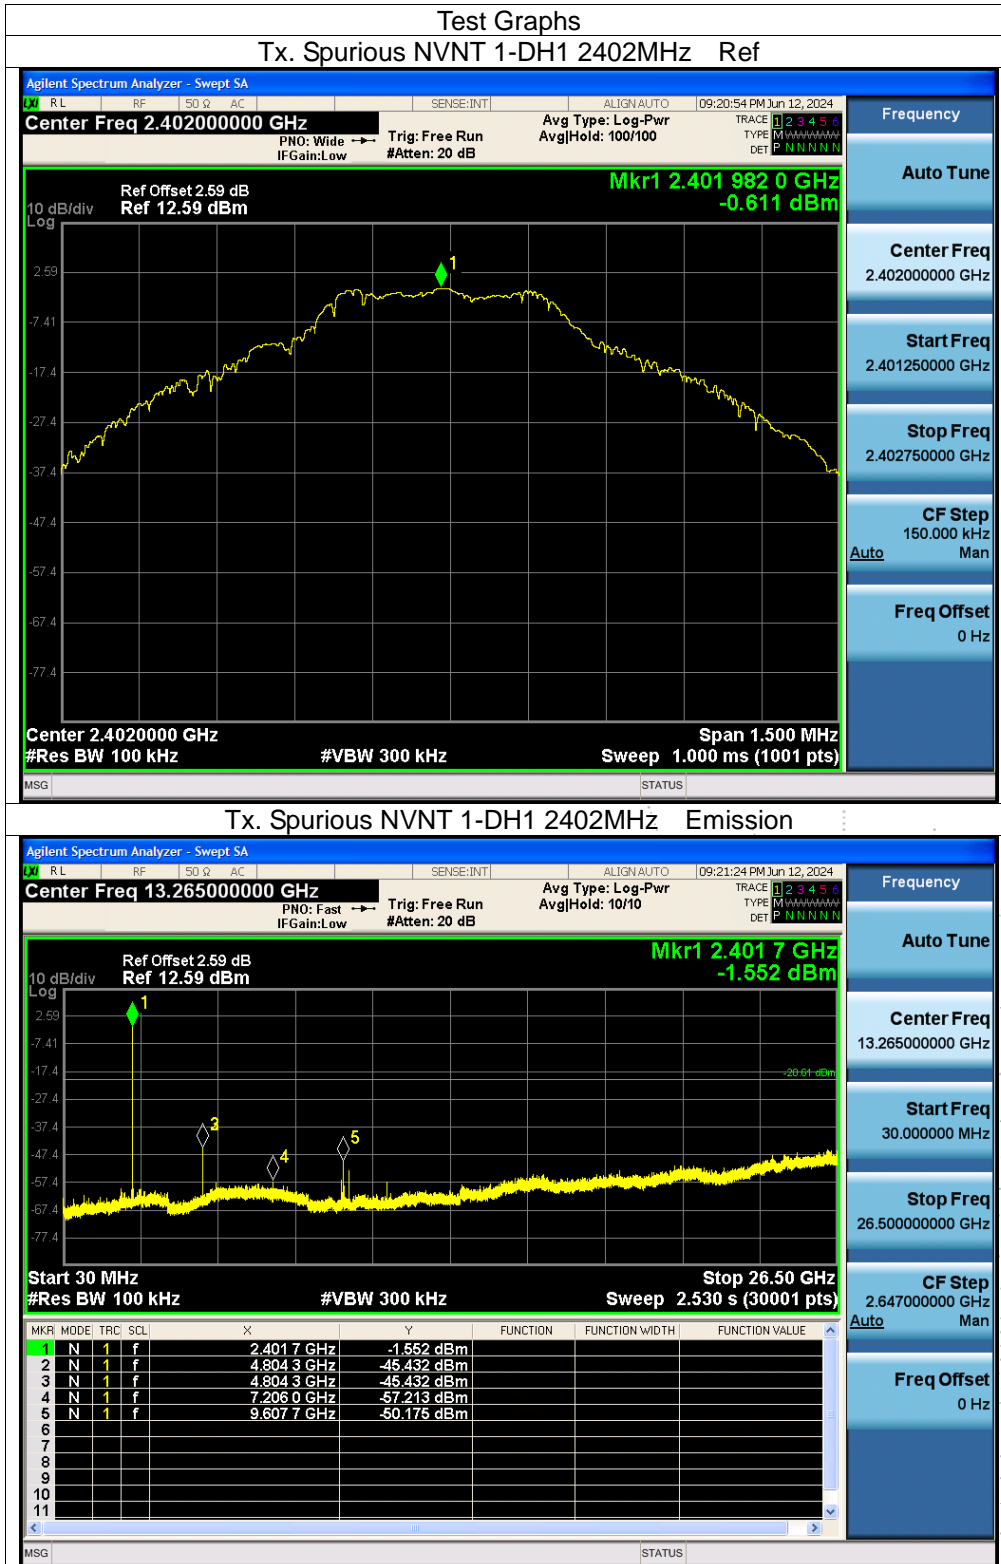 Test Graphs
Tx. Spurious NVNT 1-DH1 2402MHz Ref
Agilent Spectrum Analyzer - Swept SA
LXI RL RF 50 Ω AC SENSE:INT ALIGN AUTO 09:20:54 PM Jun 12, 2024
Center Freq 2.402000000 GHz
PNO: Wide
IFGain:Low
Trig: Free Run
#Atten: 20 dB
Avg Type: Log-Pwr
Avg|Hold: 100/100
TRACE 1 2 3 4 5 6
TYPE M WWWWW
DET P N N N N N
Mkr1 2.401 982 0 GHz
-0.611 dBm
Ref Offset 2.59 dB
Ref 12.59 dBm
10 dB/div
Log
1
2.59
-7.41
-17.4
-27.4
-37.4
-47.4
-57.4
-67.4
-77.4
Center 2.4020000 GHz
Span 1.500 MHz
#Res BW 100 kHz
#VBW 300 kHz
Sweep 1.000 ms (1001 pts)
MSG
STATUS
Frequency
Auto Tune
Center Freq
2.402000000 GHz
Start Freq
2.401250000 GHz
Stop Freq
2.402750000 GHz
CF Step
150.000 kHz
Auto Man
Freq Offset
0 Hz
Tx. Spurious NVNT 1-DH1 2402MHz Emission
Agilent Spectrum Analyzer - Swept SA
LXI RL RF 50 Ω AC SENSE:INT ALIGN AUTO 09:21:24 PM Jun 12, 2024
Center Freq 13.265000000 GHz
PNO: Fast
IFGain:Low
Trig: Free Run
#Atten: 20 dB
Avg Type: Log-Pwr
Avg|Hold: 10/10
TRACE 1 2 3 4 5 6
TYPE M WWWWW
DET P N N N N N
Mkr1 2.401 7 GHz
-1.552 dBm
Ref Offset 2.59 dB
Ref 12.59 dBm
10 dB/div
Log
1
3
4
5
-20.61 dBm
2.59
-7.41
-17.4
-27.4
-37.4
-47.4
-57.4
-67.4
-77.4
Start 30 MHz
Stop 26.50 GHz
#Res BW 100 kHz
#VBW 300 kHz
Sweep 2.530 s (30001 pts)
MKR MODE TRC SCL X Y FUNCTION FUNCTION WIDTH FUNCTION VALUE
1 N 1 f 2.401 7 GHz -1.552 dBm
2 N 1 f 4.804 3 GHz -45.432 dBm
3 N 1 f 4.804 3 GHz -45.432 dBm
4 N 1 f 7.206 0 GHz -57.213 dBm
5 N 1 f 9.607 7 GHz -50.175 dBm
6
7
8
9
10
11
MSG
STATUS
Frequency
Auto Tune
Center Freq
13.265000000 GHz
Start Freq
30.000000 MHz
Stop Freq
26.500000000 GHz
CF Step
2.647000000 GHz
Auto Man
Freq Offset
0 Hz